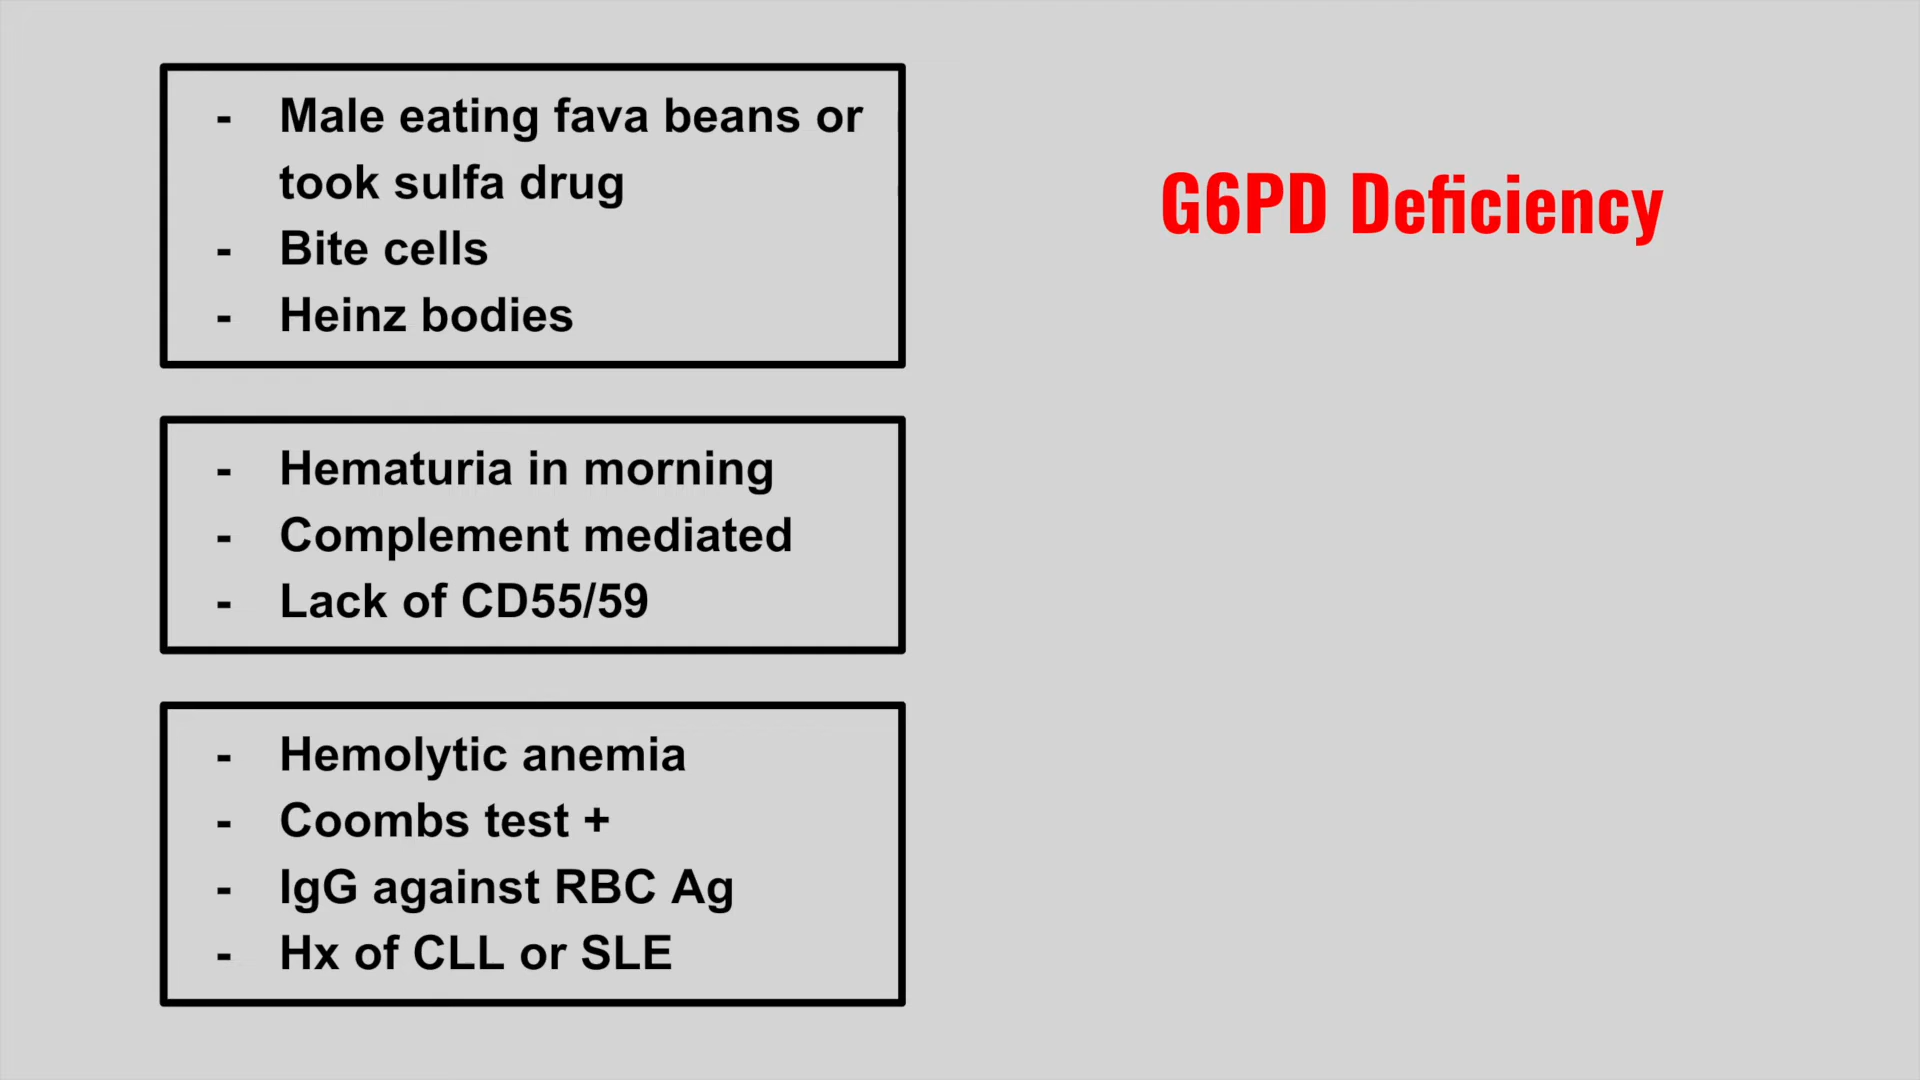 - Male eating fava beans or
took sulfa drug
- Bite cells
- Heinz bodies
G6PD Deficiency
- Hematuria in morning
- Complement mediated
- Lack of CD55/59
- Hemolytic anemia
- Coombs test +
- IgG against RBC Ag
- Hx of CLL or SLE